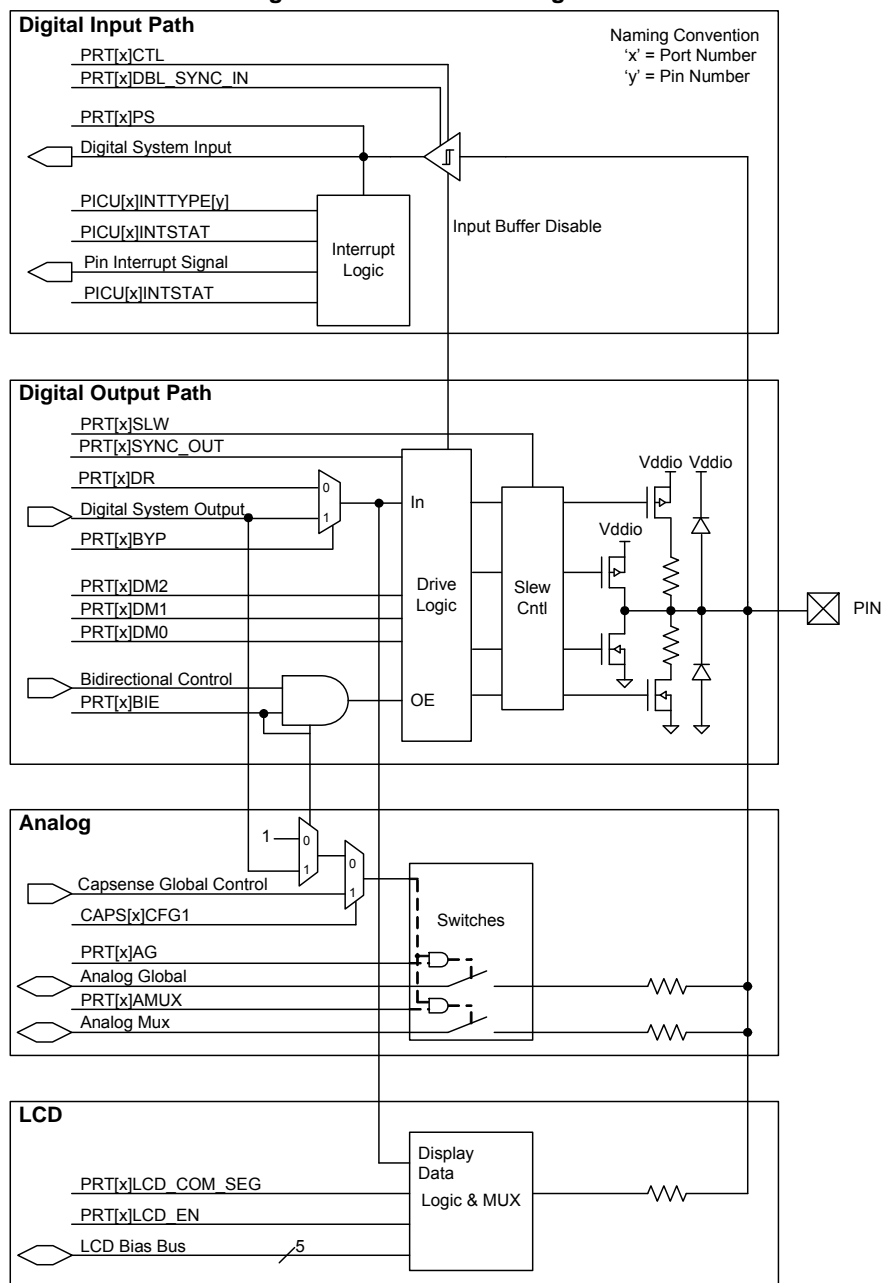 Digital Input Path
Naming Convention
'x' = Port Number
'y' = Pin Number
PRT[x]CTL
PRT[x]DBL_SYNC_IN
PRT[x]PS
Digital System Input
PICU[x]INTTYPE[y]
PICU[x]INTSTAT
Pin Interrupt Signal
PICU[x]INTSTAT
Interrupt
Logic
Input Buffer Disable
Digital Output Path
PRT[x]SLW
PRT[x]SYNC_OUT
PRT[x]DR
Digital System Output
PRT[x]BYP
0
1
In
Vddio Vddio
Vddio
PRT[x]DM2
PRT[x]DM1
PRT[x]DM0
Drive
Logic
Slew
Cntl
PIN
Bidirectional Control
PRT[x]BIE
OE
Analog
1
0
1
0
1
Capsense Global Control
CAPS[x]CFG1
Switches
PRT[x]AG
Analog Global
PRT[x]AMUX
Analog Mux
LCD
Display
Data
Logic & MUX
PRT[x]LCD_COM_SEG
PRT[x]LCD_EN
LCD Bias Bus
5